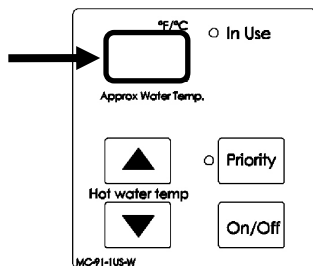 °F/°C
In Use
Approx Water Temp.
Priority
Hot water temp
On/Off
MC-91-1US-W